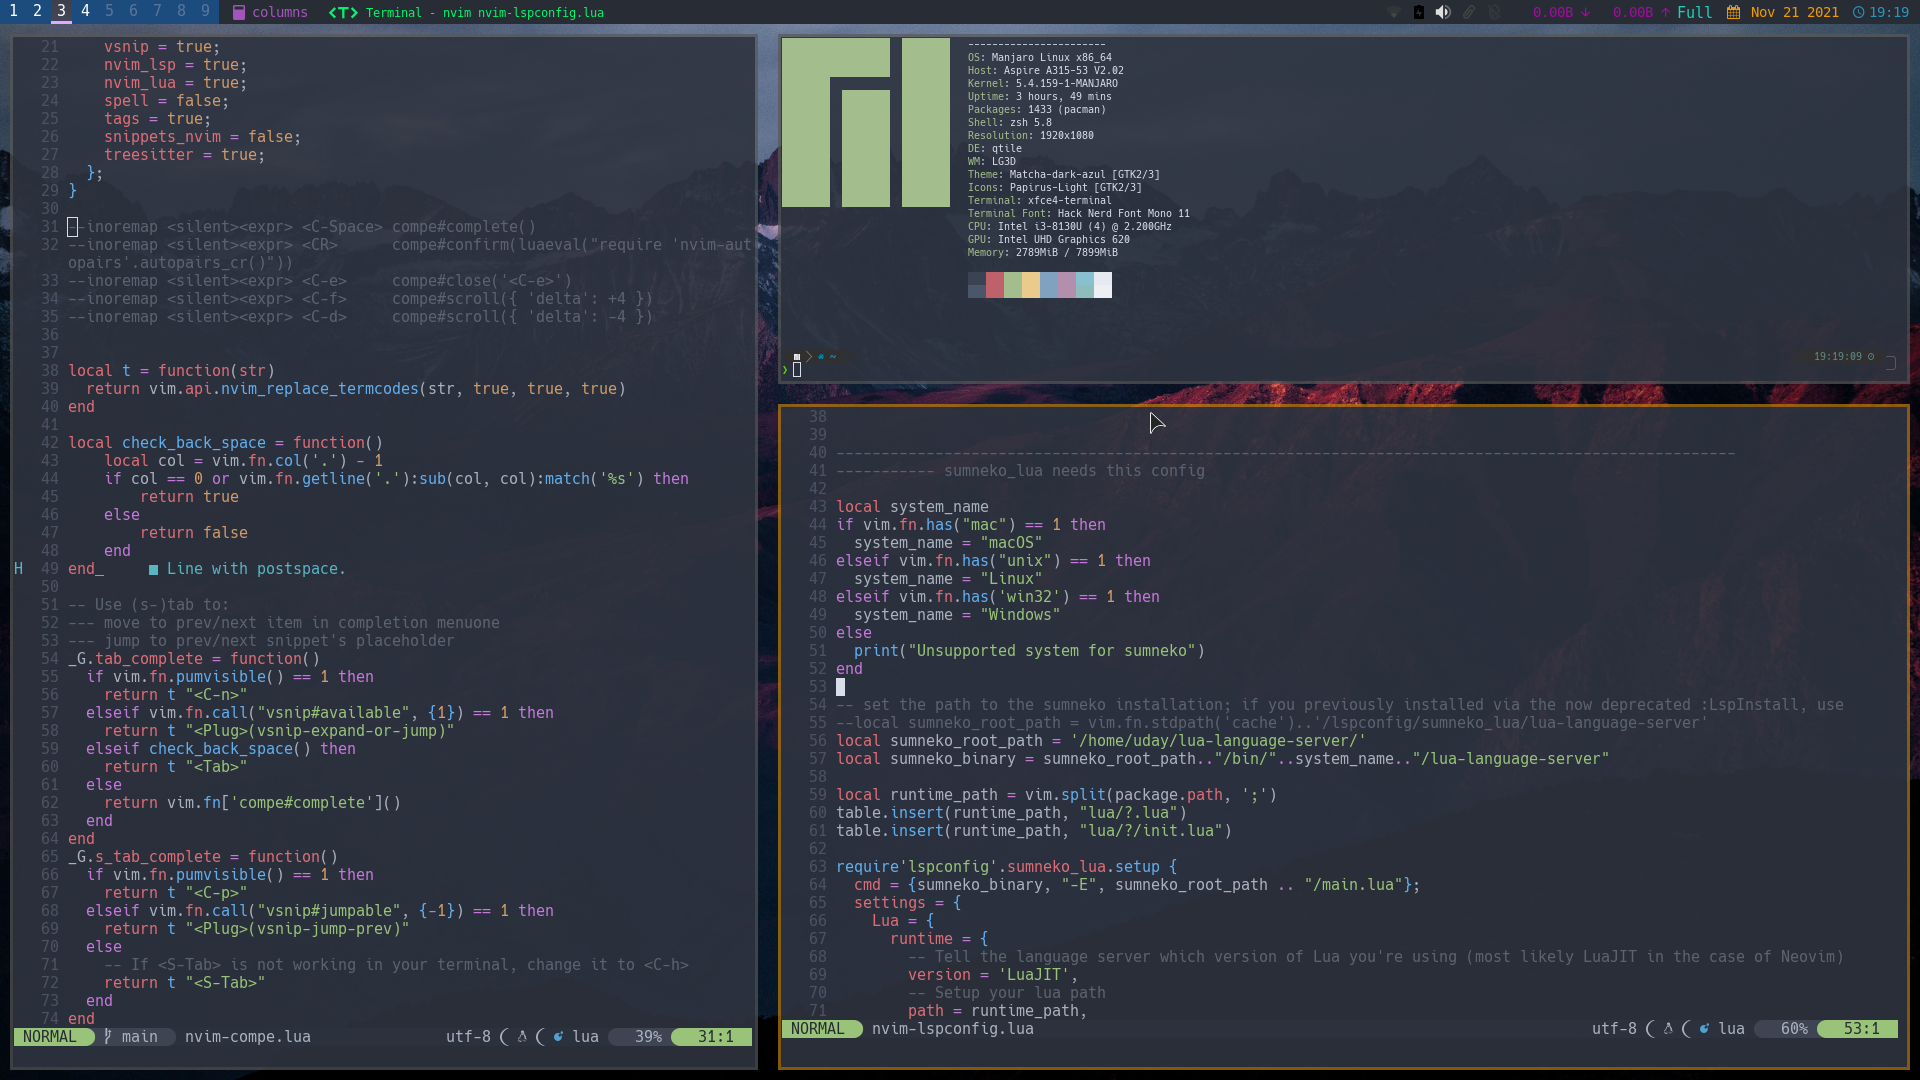 1 2 3 4 5 6 7 8 9 columns <T> Terminal - nvim nvim-lspconfig.lua 0.00B ↓ 0.00B ↑ Full Nov 21 2021 19:19
21     vsnip = true;
22     nvim_lsp = true;
23     nvim_lua = true;
24     spell = false;
25     tags = true;
26     snippets_nvim = false;
27     treesitter = true;
28   };
29 }
30
31 --inoremap <silent><expr> <C-Space> compe#complete()
32 --inoremap <silent><expr> <CR>      compe#confirm(luaeval("require 'nvim-aut
opairs'.autopairs_cr()"))
33 --inoremap <silent><expr> <C-e>     compe#close('<C-e>')
34 --inoremap <silent><expr> <C-f>     compe#scroll({ 'delta': +4 })
35 --inoremap <silent><expr> <C-d>     compe#scroll({ 'delta': -4 })
36
37
38 local t = function(str)
39   return vim.api.nvim_replace_termcodes(str, true, true, true)
40 end
41
42 local check_back_space = function()
43     local col = vim.fn.col('.') - 1
44     if col == 0 or vim.fn.getline('.'):sub(col, col):match('%s') then
45         return true
46     else
47         return false
48     end
H 49 end_     ■ Line with postspace.
50
51 -- Use (s-)tab to:
52 --- move to prev/next item in completion menuone
53 --- jump to prev/next snippet's placeholder
54 _G.tab_complete = function()
55   if vim.fn.pumvisible() == 1 then
56     return t "<C-n>"
57   elseif vim.fn.call("vsnip#available", {1}) == 1 then
58     return t "<Plug>(vsnip-expand-or-jump)"
59   elseif check_back_space() then
60     return t "<Tab>"
61   else
62     return vim.fn['compe#complete']()
63   end
64 end
65 _G.s_tab_complete = function()
66   if vim.fn.pumvisible() == 1 then
67     return t "<C-p>"
68   elseif vim.fn.call("vsnip#jumpable", {-1}) == 1 then
69     return t "<Plug>(vsnip-jump-prev)"
70   else
71     -- If <S-Tab> is not working in your terminal, change it to <C-h>
72     return t "<S-Tab>"
73   end
74 end
NORMAL main nvim-compe.lua utf-8 lua 39% 31:1
-----------------------
OS: Manjaro Linux x86_64
Host: Aspire A315-53 V2.02
Kernel: 5.4.159-1-MANJARO
Uptime: 3 hours, 49 mins
Packages: 1433 (pacman)
Shell: zsh 5.8
Resolution: 1920x1080
DE: qtile
WM: LG3D
Theme: Matcha-dark-azul [GTK2/3]
Icons: Papirus-Light [GTK2/3]
Terminal: xfce4-terminal
Terminal Font: Hack Nerd Font Mono 11
CPU: Intel i3-8130U (4) @ 2.200GHz
GPU: Intel UHD Graphics 620
Memory: 2789MiB / 7899MiB
~ 19:19:09
❯
38
39
40 ----------------------------------------------------------------------------------------------------
41 ----------- sumneko_lua needs this config
42
43 local system_name
44 if vim.fn.has("mac") == 1 then
45   system_name = "macOS"
46 elseif vim.fn.has("unix") == 1 then
47   system_name = "Linux"
48 elseif vim.fn.has('win32') == 1 then
49   system_name = "Windows"
50 else
51   print("Unsupported system for sumneko")
52 end
53
54 -- set the path to the sumneko installation; if you previously installed via the now deprecated :LspInstall, use
55 --local sumneko_root_path = vim.fn.stdpath('cache')..'/lspconfig/sumneko_lua/lua-language-server'
56 local sumneko_root_path = '/home/uday/lua-language-server/'
57 local sumneko_binary = sumneko_root_path.."/bin/"..system_name.."/lua-language-server"
58
59 local runtime_path = vim.split(package.path, ';')
60 table.insert(runtime_path, "lua/?.lua")
61 table.insert(runtime_path, "lua/?/init.lua")
62
63 require'lspconfig'.sumneko_lua.setup {
64   cmd = {sumneko_binary, "-E", sumneko_root_path .. "/main.lua"};
65   settings = {
66     Lua = {
67       runtime = {
68         -- Tell the language server which version of Lua you're using (most likely LuaJIT in the case of Neovim)
69         version = 'LuaJIT',
70         -- Setup your lua path
71         path = runtime_path,
NORMAL nvim-lspconfig.lua utf-8 lua 60% 53:1